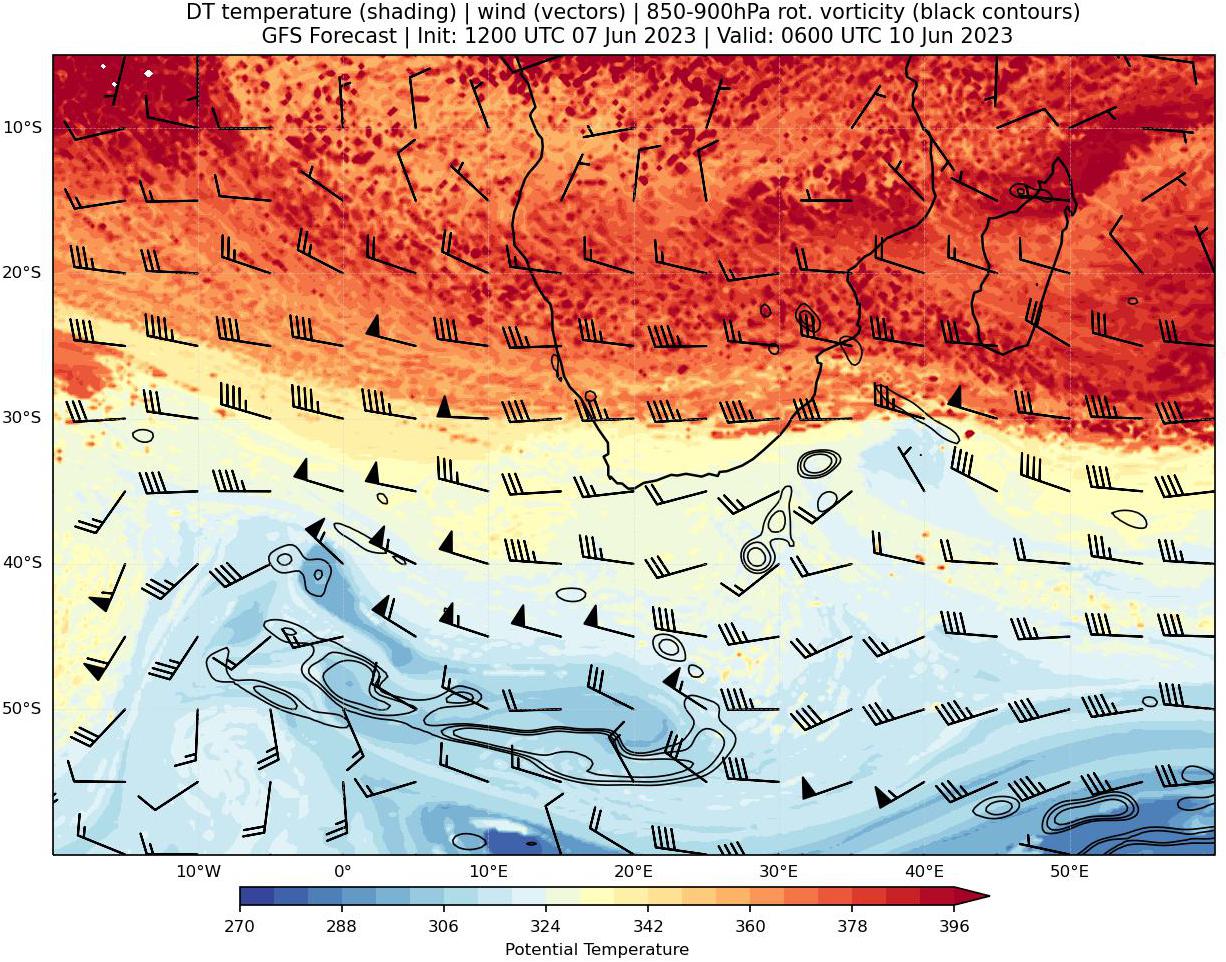 DT temperature (shading) | wind (vectors) | 850-900hPa rot. vorticity (black contours)
GFS Forecast | Init: 1200 UTC 07 Jun 2023 | Valid: 0600 UTC 10 Jun 2023
10°S
20°S
30°S
40°S
50°S
10°W 0° 10°E 20°E 30°E 40°E 50°E
270 288 306 324 342 360 378 396
Potential Temperature